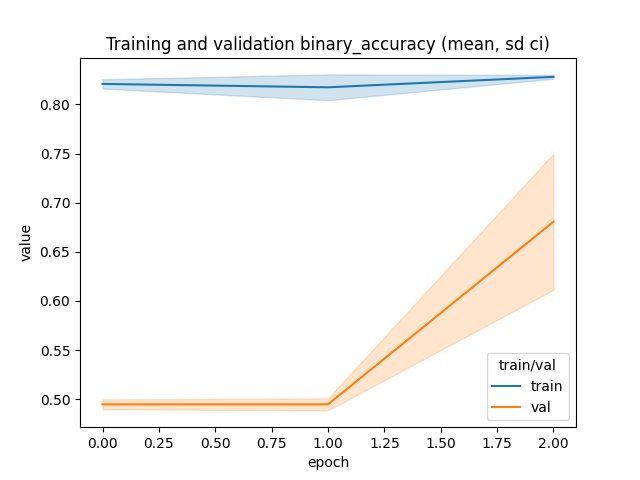 Training and validation binary_accuracy (mean, sd ci)
0.80
0.75
0.70
0.65
0.60
0.55
0.50
value
train/val
train
val
0.00 0.25 0.50 0.75 1.00 1.25 1.50 1.75 2.00
epoch